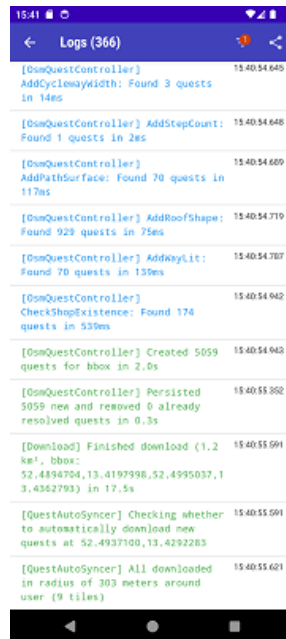 15:41
Logs (366)
1
[OsmQuestController] 15:40:54.645
AddCyclewayWidth: Found 3 quests
in 14ms
[OsmQuestController] AddStepCount: 15:40:54.648
Found 1 quests in 2ms
[OsmQuestController] 15:40:54.689
AddPathSurface: Found 70 quests in
117ms
[OsmQuestController] AddRoofShape: 15:40:54.719
Found 929 quests in 75ms
[OsmQuestController] AddWayLit: 15:40:54.787
Found 70 quests in 139ms
[OsmQuestController] 15:40:54.942
CheckShopExistence: Found 174
quests in 539ms
[OsmQuestController] Created 5059 15:40:54.943
quests for bbox in 2.0s
[OsmQuestController] Persisted 15:40:55.352
5059 new and removed 0 already
resolved quests in 0.3s
[Download] Finished download (1.2 15:40:55.591
km², bbox:
52.4894704,13.4197998,52.4995037,1
3.4362793) in 17.5s
[QuestAutoSyncer] Checking whether 15:40:55.591
to automatically download new
quests at 52.4937100,13.4292283
[QuestAutoSyncer] All downloaded 15:40:55.621
in radius of 303 meters around
user (9 tiles)